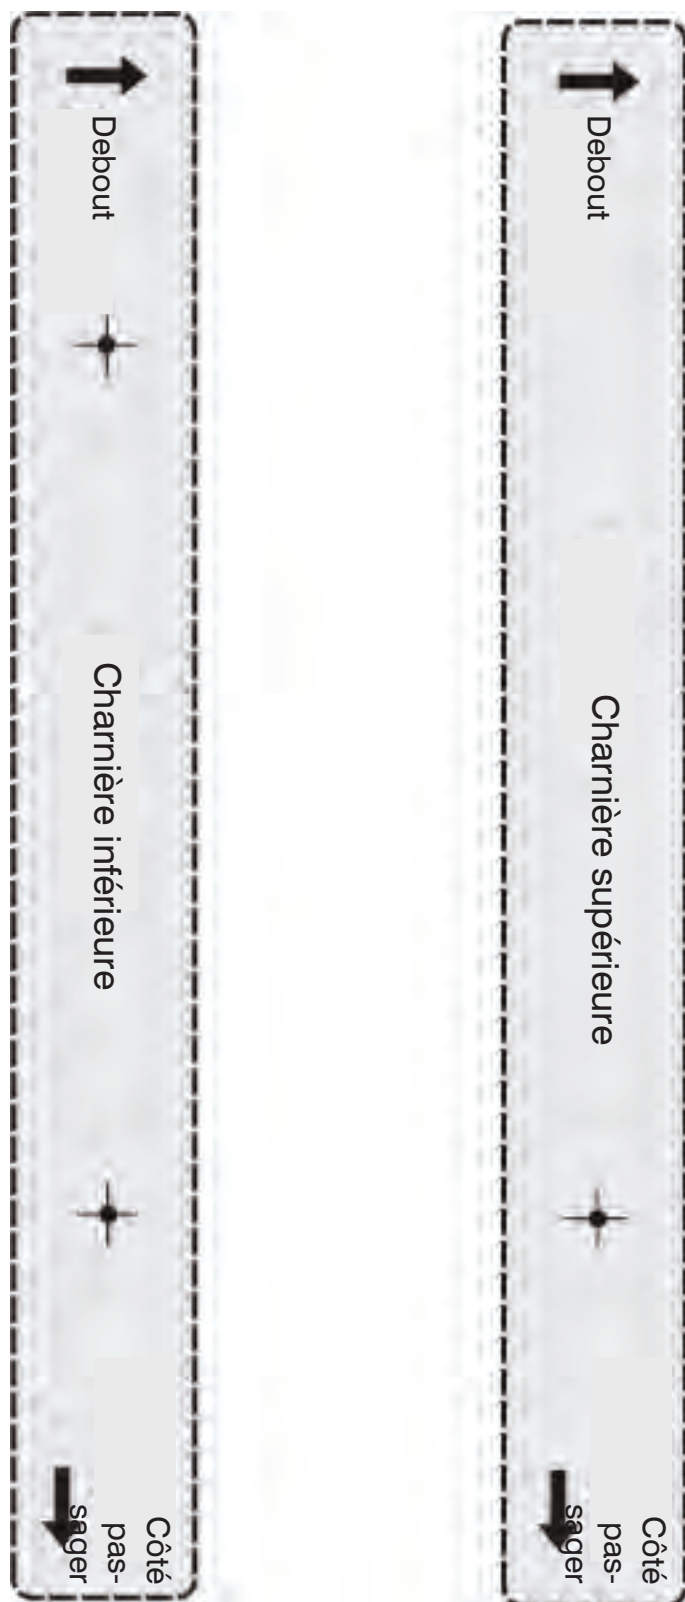 Debout
Charnière inférieure
Côté
pas-
sager
Debout
Charnière supérieure
Côté
pas-
sager